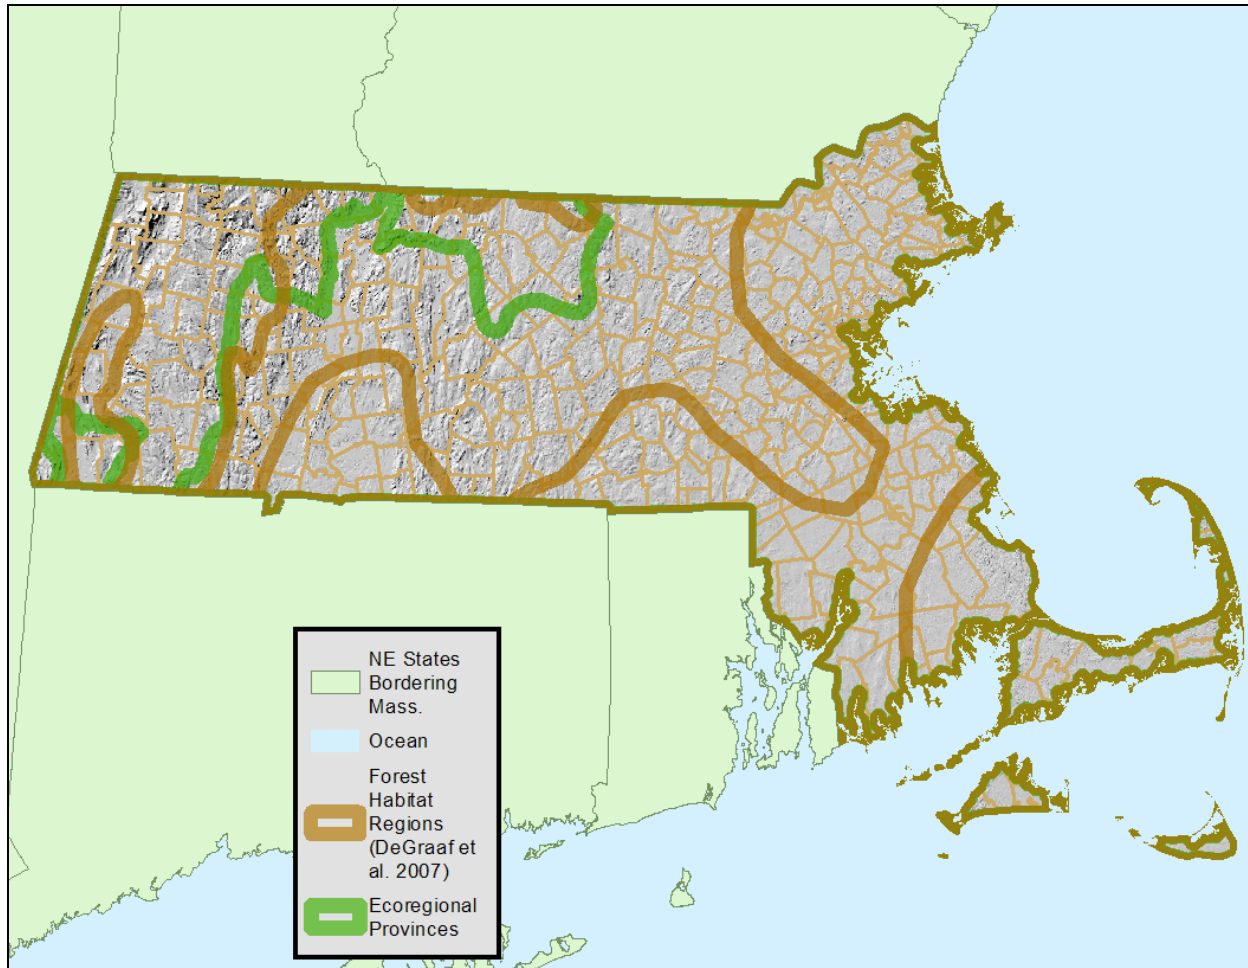 NE States
Bordering
Mass.
Ocean
Forest
Habitat
Regions
(DeGraaf et
al. 2007)
Ecoregional
Provinces